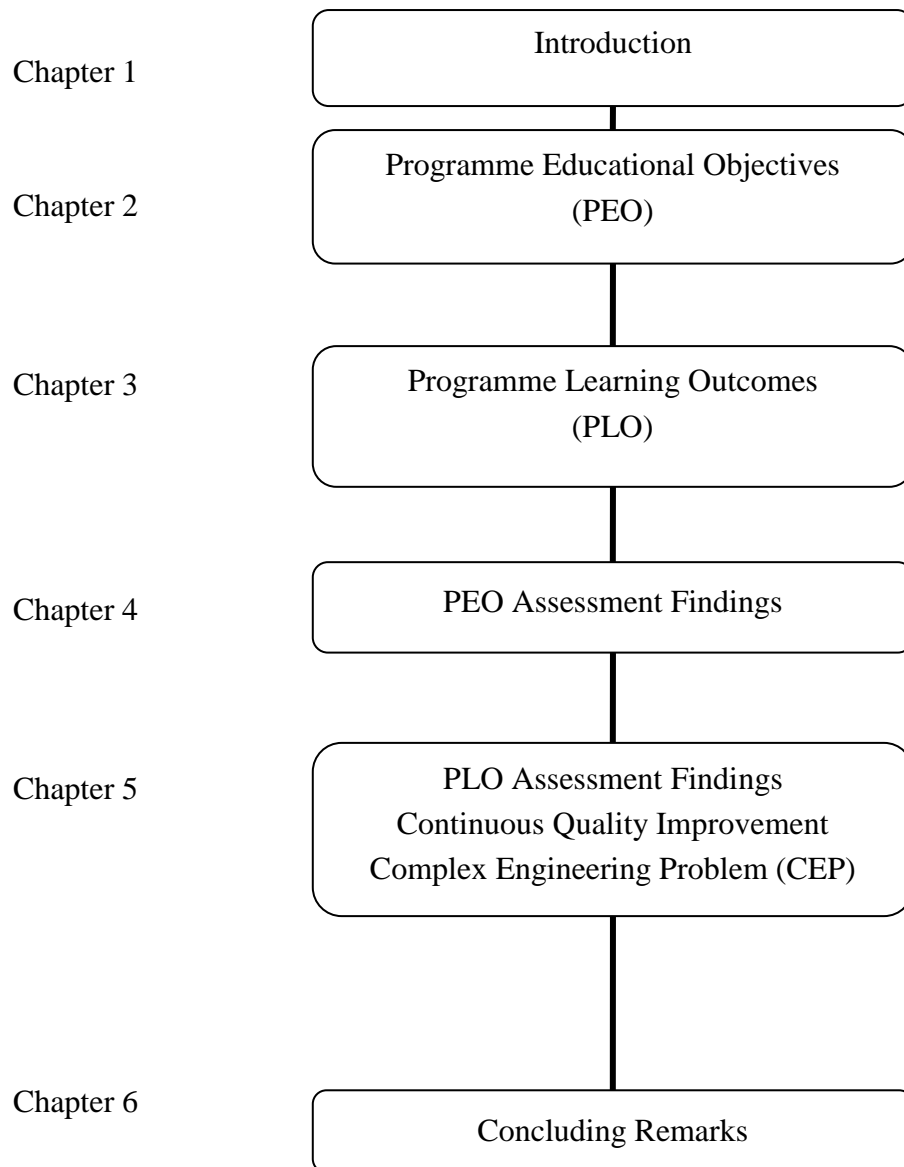 Chapter 1
Introduction
Chapter 2
Programme Educational Objectives
(PEO)
Chapter 3
Programme Learning Outcomes
(PLO)
Chapter 4
PEO Assessment Findings
Chapter 5
PLO Assessment Findings
Continuous Quality Improvement
Complex Engineering Problem (CEP)
Chapter 6
Concluding Remarks